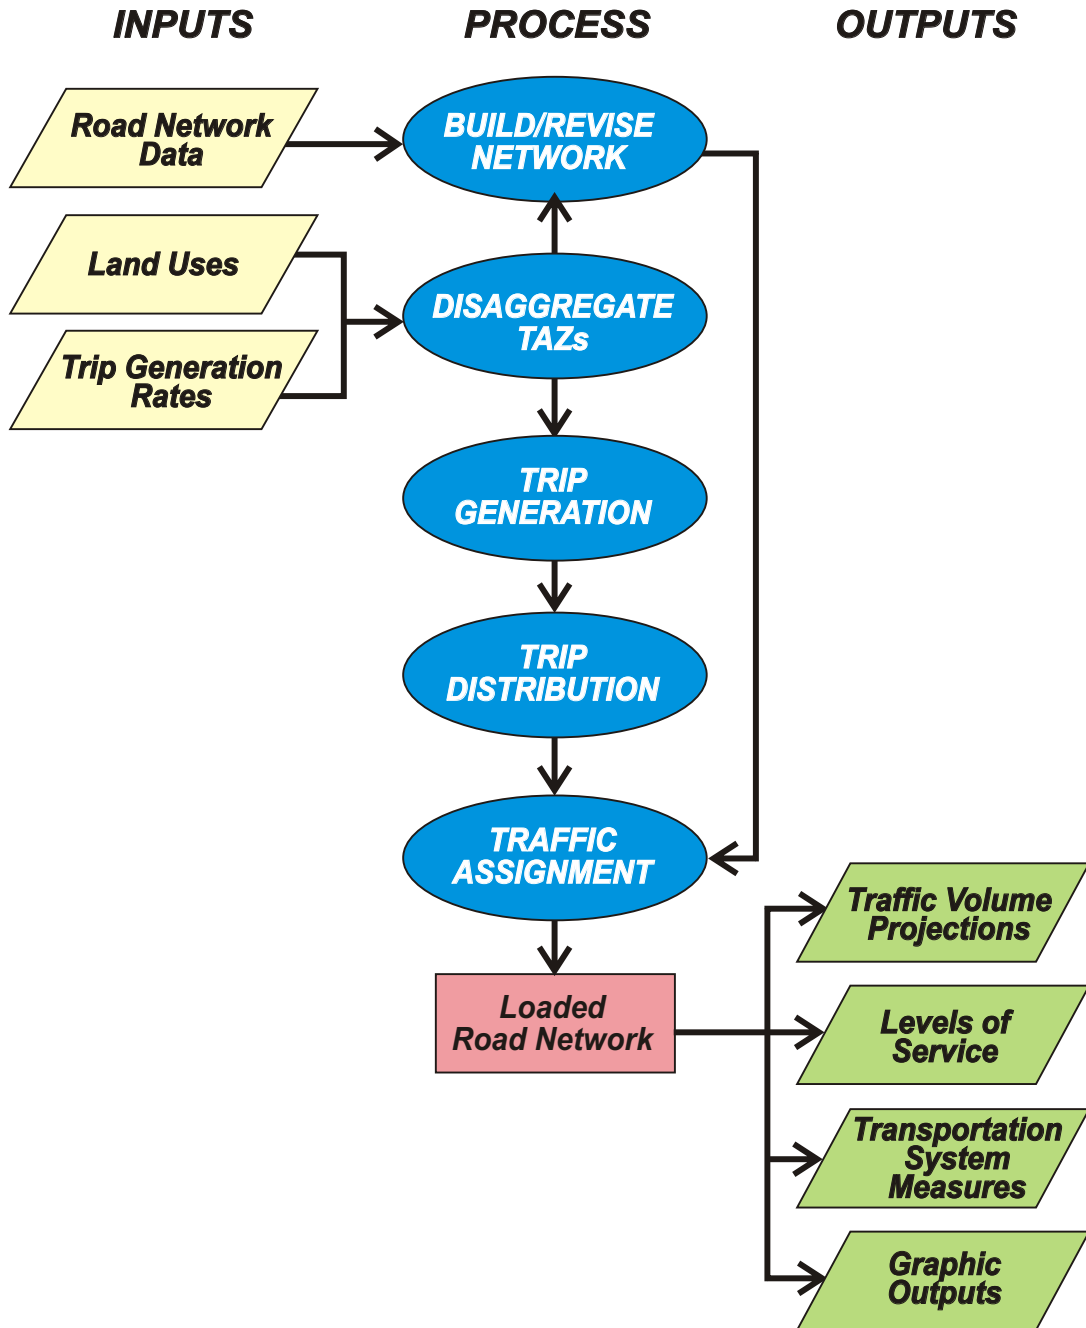 INPUTS
PROCESS
OUTPUTS
Road Network
Data
BUILD/REVISE
NETWORK
Land Uses
DISAGGREGATE
TAZs
Trip Generation
Rates
TRIP
GENERATION
TRIP
DISTRIBUTION
TRAFFIC
ASSIGNMENT
Traffic Volume
Projections
Loaded
Road Network
Levels of
Service
Transportation
System
Measures
Graphic
Outputs